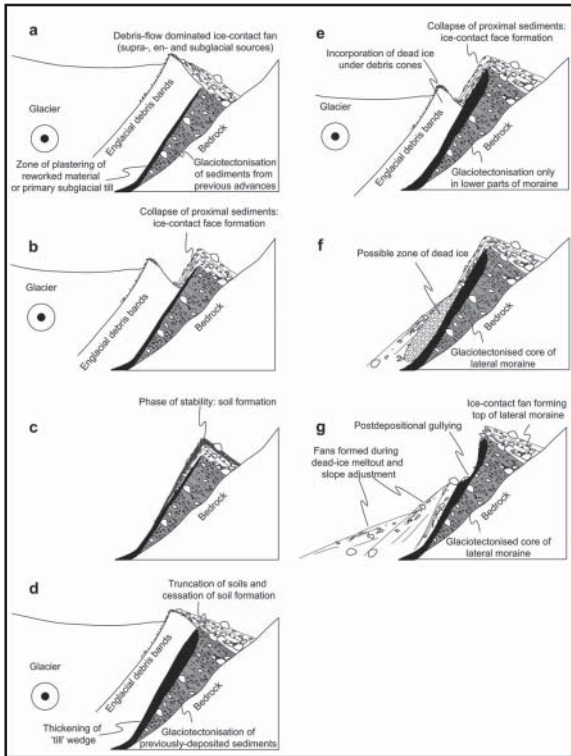 a
Debris-flow dominated ice-contact fan
(supra-, en- and subglacial sources)
Glacier
Englacial debris bands
Bedrock
Zone of plastering of
reworked material
or primary subglacial till
Glaciotectonisation
of sediments from
previous advances
b
Collapse of proximal sediments:
ice-contact face formation
Glacier
Englacial debris bands
Bedrock
c
Phase of stability: soil formation
Bedrock
d
Truncation of soils and
cessation of soil formation
Glacier
Englacial debris bands
Bedrock
Thickening of
'till' wedge
Glaciotectonisation of
previously-deposited sediments
e
Collapse of proximal sediments:
ice-contact face formation
Incorporation of dead ice
under debris cones
Glacier
Englacial debris bands
Bedrock
Glaciotectonisation only
in lower parts of moraine
f
Possible zone of dead ice
Bedrock
Glaciotectonised core of
lateral moraine
g
Ice-contact fan forming
top of lateral moraine
Postdepositional gullying
Fans formed during
dead-ice meltout and
slope adjustment
Bedrock
Glaciotectonised core of
lateral moraine